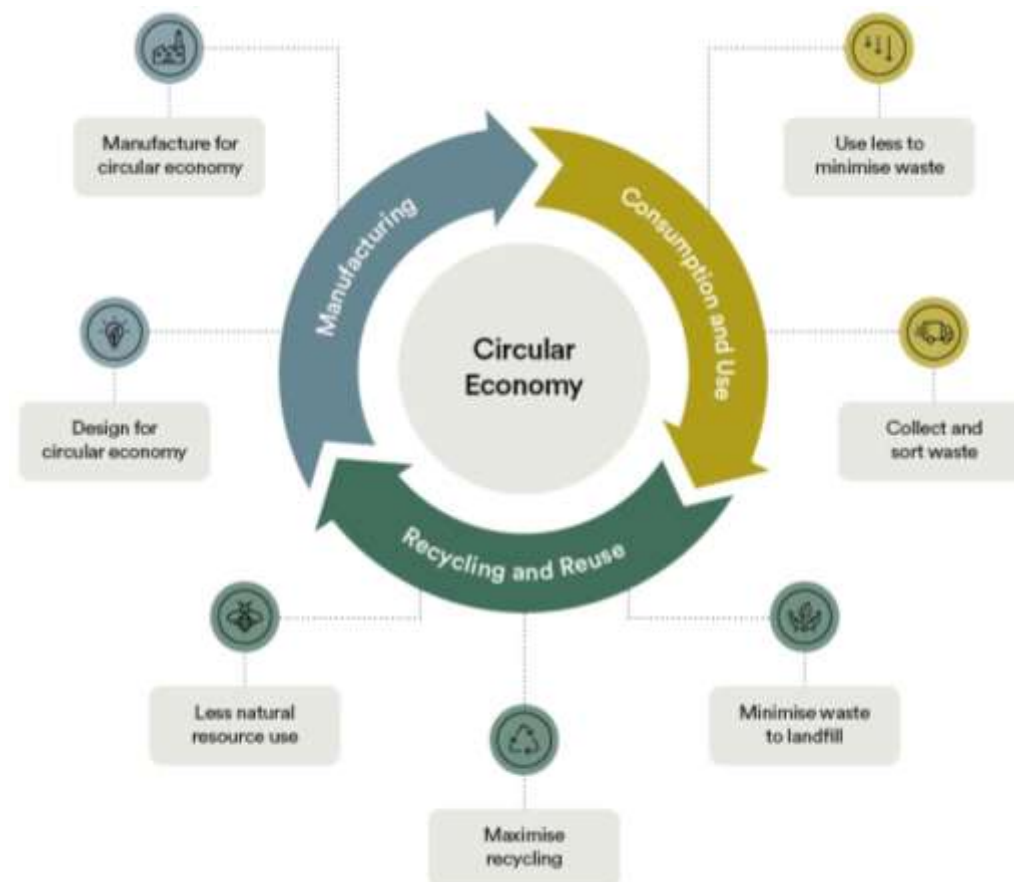 Manufacture for
circular economy
Use less to
minimise waste
Manufacturing
Consumption and Use
Circular
Economy
Design for
circular economy
Collect and
sort waste
Recycling and Reuse
Less natural
resource use
Minimise waste
to landfill
Maximise
recycling